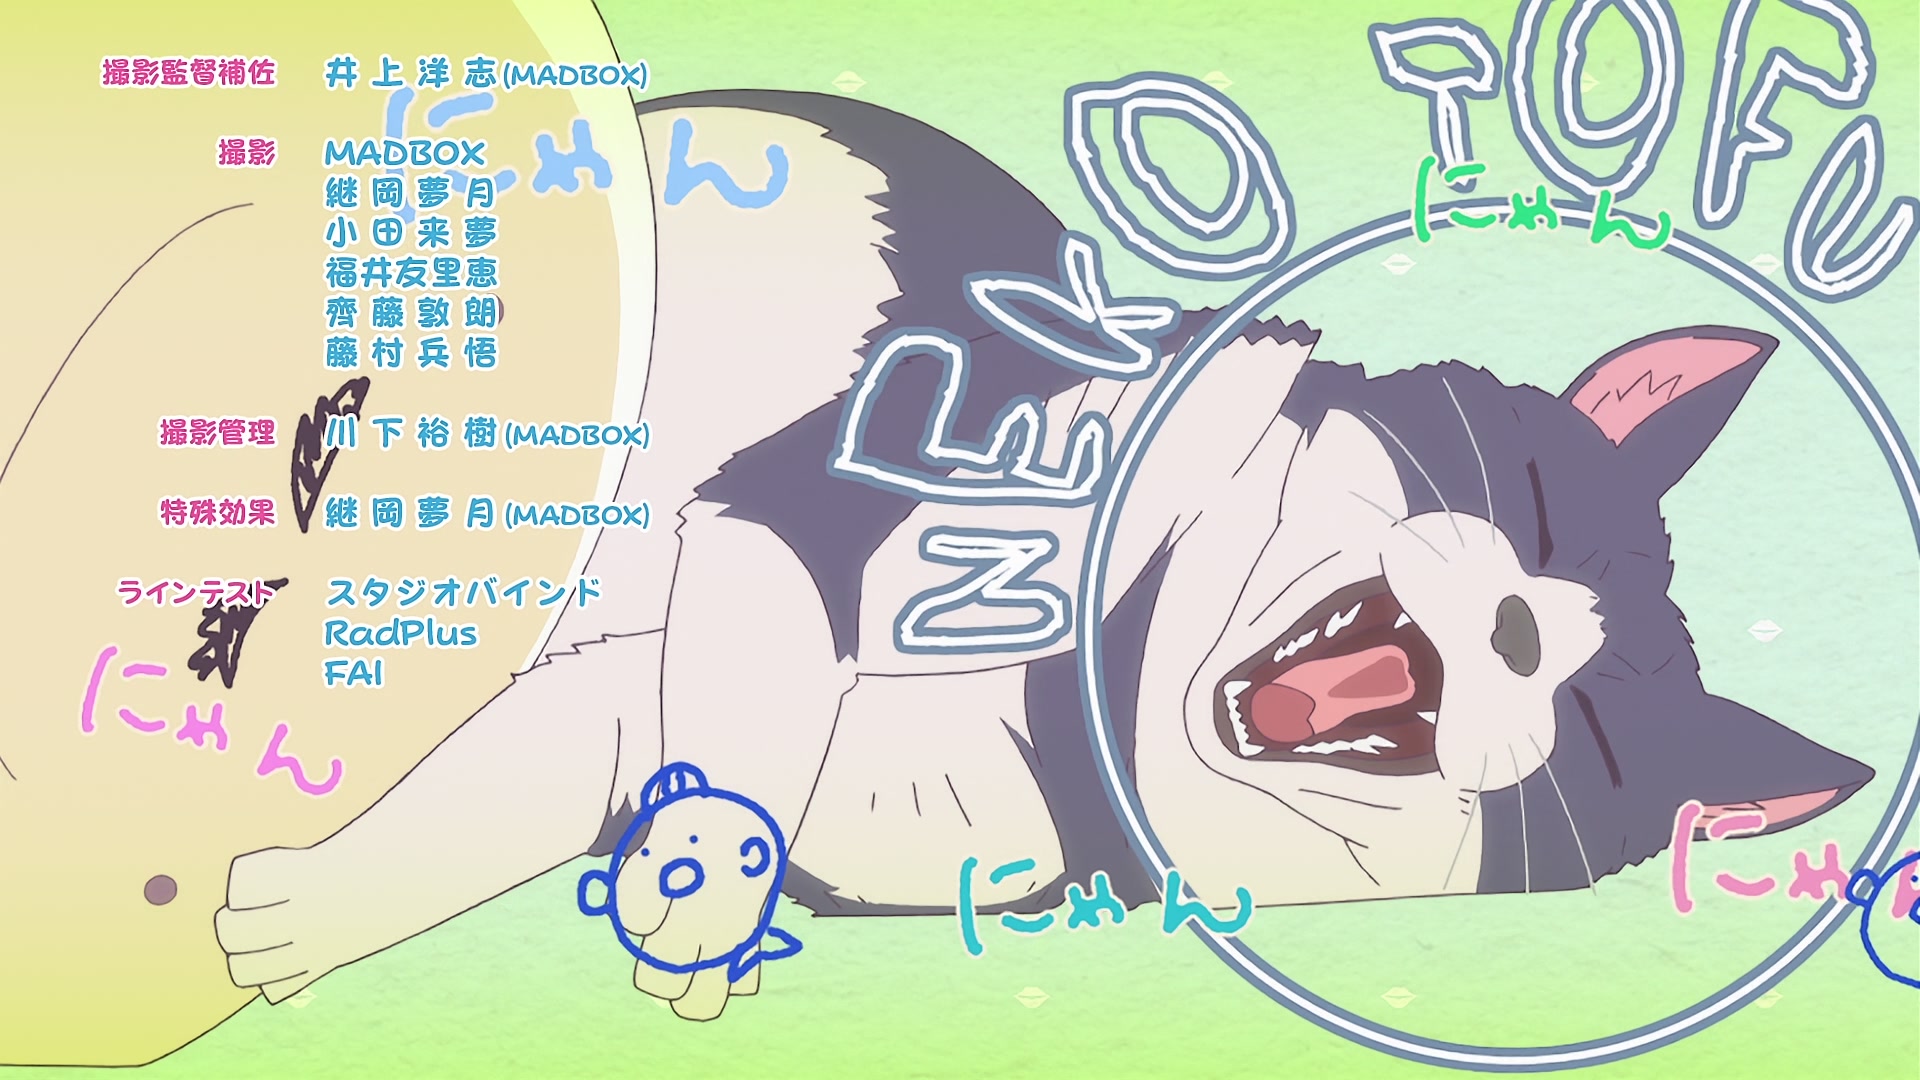 撮影監督補佐 井上洋志(MADBOX)
撮影 MADBOX
継岡夢月
小田来夢
福井友里恵
齊藤敦朗
藤村兵悟
撮影管理 川下裕樹(MADBOX)
特殊効果 継岡夢月(MADBOX)
ラインテスト スタジオバインド
RadPlus
FAI
NEKO TOFU
にゃん
にゃん
にゃん
にゃん
にゃ